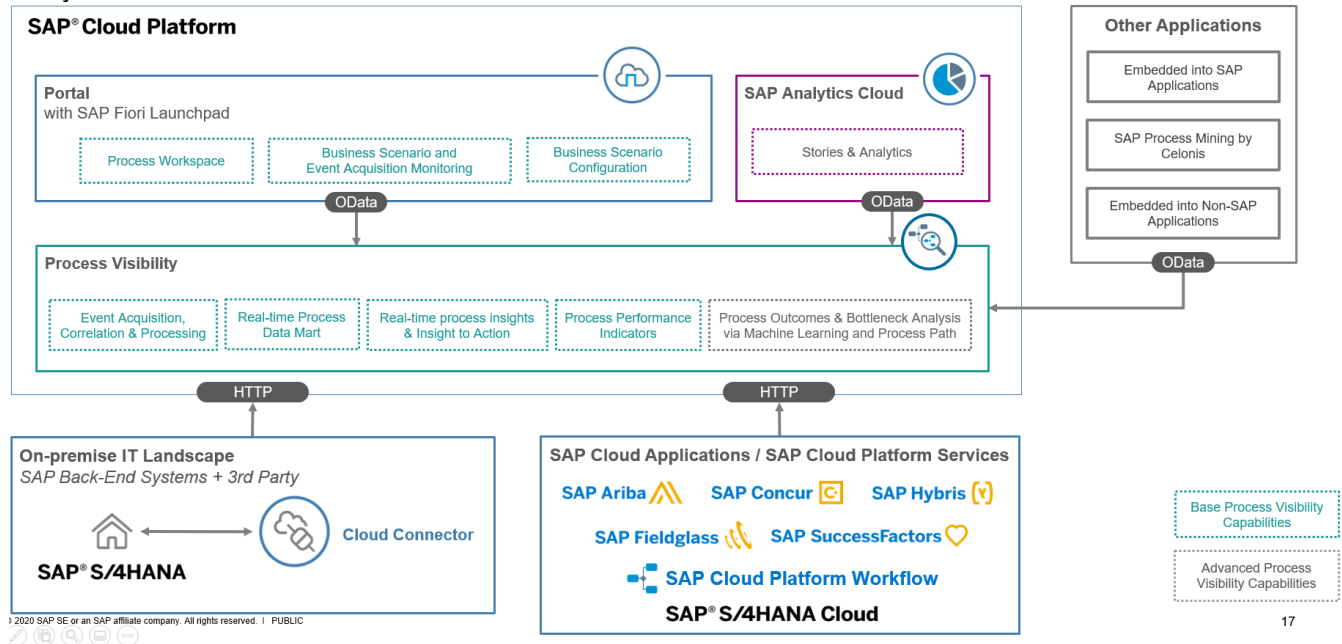 SAP® Cloud Platform
Portal
with SAP Fiori Launchpad
Process Workspace
Business Scenario and
Event Acquisition Monitoring
Business Scenario
Configuration
OData
SAP Analytics Cloud
Stories & Analytics
OData
Other Applications
Embedded into SAP
Applications
SAP Process Mining by
Celonis
Embedded into Non-SAP
Applications
OData
Process Visibility
Event Acquisition,
Correlation & Processing
Real-time Process
Data Mart
Real-time process insights
& Insight to Action
Process Performance
Indicators
Process Outcomes & Bottleneck Analysis
via Machine Learning and Process Path
HTTP
HTTP
On-premise IT Landscape
SAP Back-End Systems + 3rd Party
Cloud Connector
SAP® S/4HANA
SAP Cloud Applications / SAP Cloud Platform Services
SAP Ariba
SAP Concur
SAP Hybris
SAP Fieldglass
SAP SuccessFactors
SAP Cloud Platform Workflow
SAP® S/4HANA Cloud
Base Process Visibility
Capabilities
Advanced Process
Visibility Capabilities
2020 SAP SE or an SAP affiliate company. All rights reserved. I PUBLIC
17